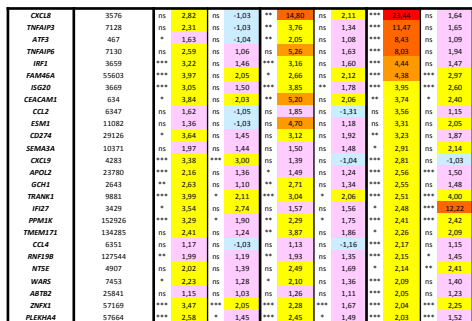 CXCL8 3576 ns 2,82 ns -1,03 ** 14,80 ns 2,11 *** 23,44 ns 1,64
TNFAIP3 7128 ns 2,31 ns -1,03 ** 3,76 ns 1,34 *** 11,47 ns 1,65
ATF3 467 * 1,63 ns -1,04 ** 2,05 ns 1,08 *** 8,43 ns 1,09
TNFAIP6 7130 ns 2,59 ns 1,06 ns 5,26 ns 1,63 *** 8,03 ns 1,94
IRF1 3659 *** 3,22 ns 1,46 *** 3,16 ns 1,60 *** 4,44 ns 1,47
FAM46A 55603 *** 3,97 ns 2,05 * 2,66 ns 2,12 *** 4,38 *** 2,97
ISG20 3669 *** 3,05 ns 1,50 *** 3,85 ** 1,78 *** 3,95 *** 2,60
CEACAM1 634 * 3,84 ns 2,03 ** 5,20 ns 2,06 ** 3,74 * 2,40
CCL2 6347 ns 1,62 ns -1,05 ns 1,85 ns -1,31 ns 3,56 ns 1,15
ESM1 11082 ns 1,36 ns -1,03 ns 4,70 ns 1,18 ns 3,31 ns 2,05
CD274 29126 * 3,64 ns 1,45 ns 3,12 ns 1,92 ** 3,23 ns 1,87
SEMA3A 10371 ns 1,97 ns 1,44 ns 1,50 ns 1,48 * 2,91 ns 2,14
CXCL9 4283 *** 3,38 *** 3,00 ns 1,39 ns -1,04 *** 2,81 ns -1,03
APOL2 23780 *** 2,16 ns 1,36 * 1,49 ns 1,24 *** 2,56 *** 1,50
GCH1 2643 ** 2,63 ns 1,10 ** 2,71 ns 1,34 *** 2,55 ns 1,48
TRANK1 9881 *** 3,99 * 2,11 *** 3,04 * 2,06 *** 2,51 *** 4,00
IFI27 3429 * 3,54 ns 2,74 ns 1,57 ns 1,56 * 2,48 *** 12,22
PPM1K 152926 *** 3,29 * 1,90 ** 2,29 * 1,75 *** 2,41 *** 2,42
TMEM171 134285 ns 2,41 ns 1,24 ** 3,87 ns 1,86 * 2,26 ns 2,09
CCL4 6351 ns 1,17 ns -1,03 ns 1,13 ns -1,16 *** 2,17 ns 1,15
RNF19B 127544 ** 1,99 ns 1,19 ** 1,93 ns 1,35 *** 2,15 * 1,45
NT5E 4907 ns 2,02 ns 1,39 ns 2,49 ns 1,69 * 2,14 ** 2,41
WARS 7453 * 2,23 ns 1,28 * 2,10 ns 1,36 *** 2,09 ns 1,40
ABTB2 25841 ns 1,15 ns 1,03 ns 1,26 ns 1,11 *** 2,05 ns 1,23
ZNFX1 57169 *** 3,47 *** 2,05 *** 2,28 *** 1,67 *** 2,04 *** 2,25
PLEKHA4 57664 *** 2,58 * 1,45 *** 2,45 * 1,49 *** 2,03 *** 1,52